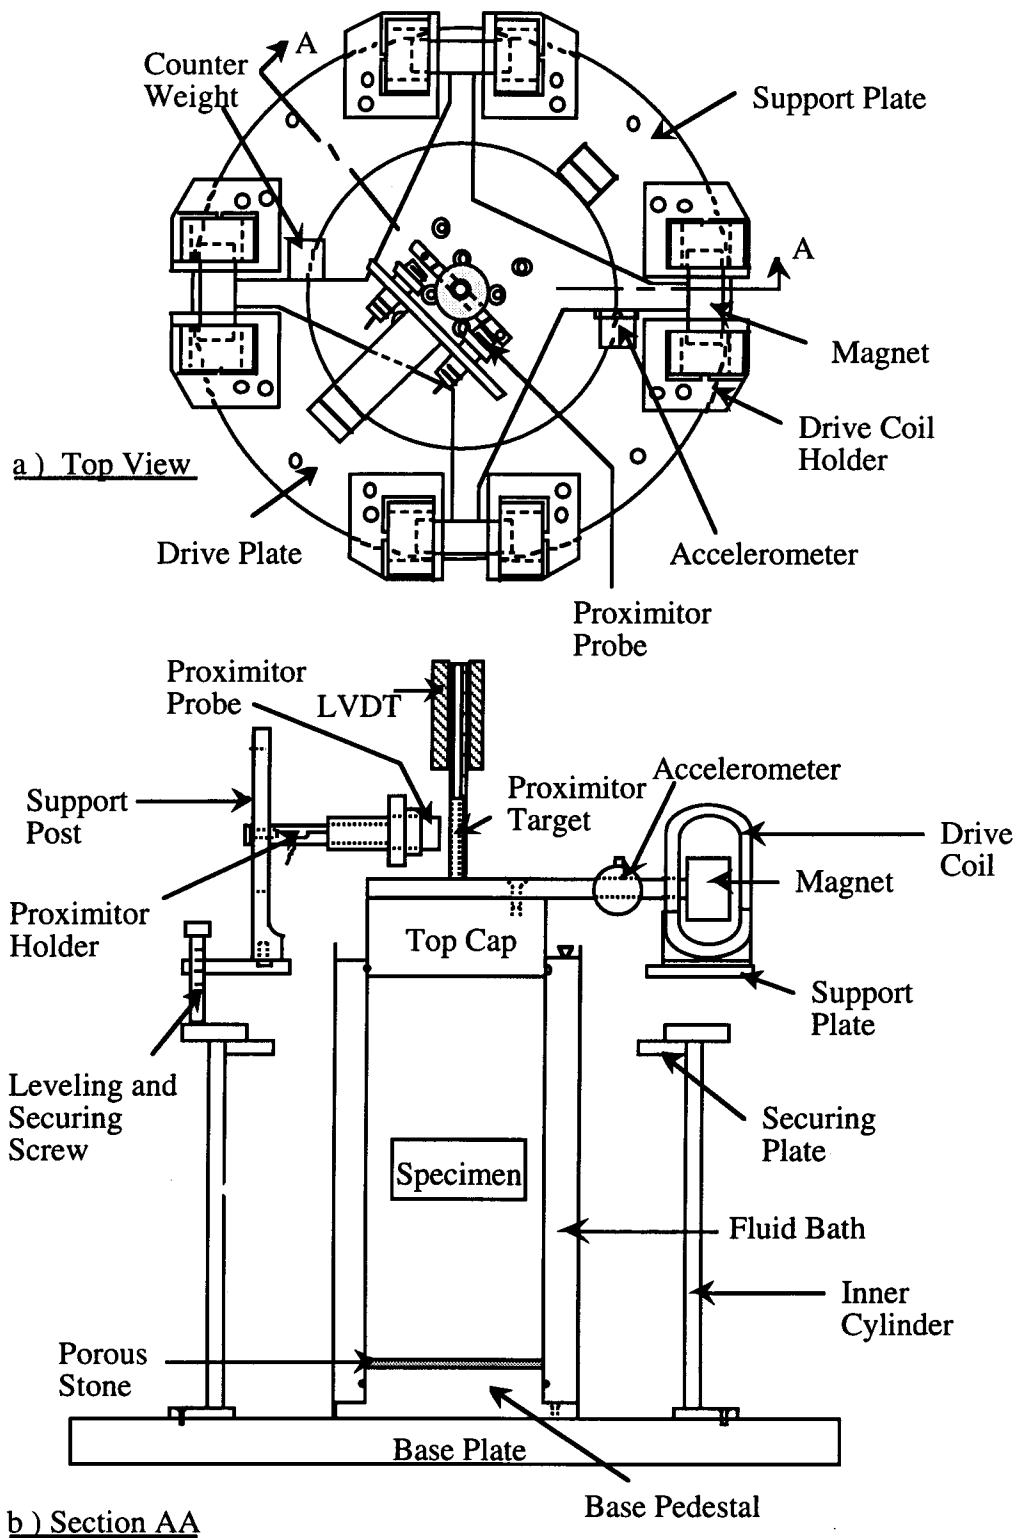 A
Counter
Weight
Support Plate
A
Magnet
Drive Coil
Holder
a ) Top View
Drive Plate
Accelerometer
Proximitor
Probe
Proximitor
Probe
LVDT
Accelerometer
Proximitor
Target
Support
Post
Drive
Coil
Magnet
Proximitor
Holder
Top Cap
Support
Plate
Leveling and
Securing
Screw
Securing
Plate
Specimen
Fluid Bath
Inner
Cylinder
Porous
Stone
Base Plate
Base Pedestal
b ) Section AA